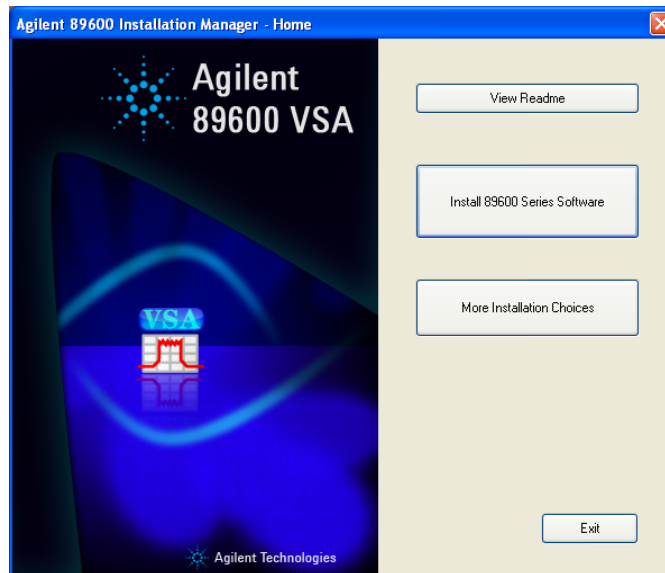 Agilent 89600 Installation Manager - Home
Agilent
89600 VSA
View Readme
Install 89600 Series Software
More Installation Choices
VSA
Exit
Agilent Technologies